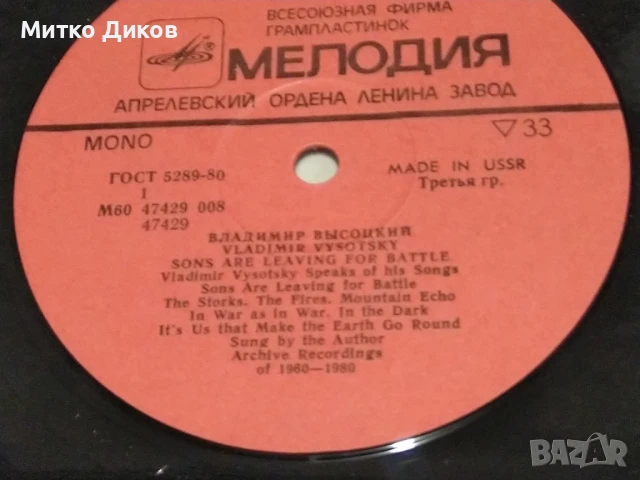 Митко Диков
ВСЕСОЮЗНАЯ ФИРМА
ГРАМПЛАСТИНОК
МЕЛОДИЯ
АПРЕЛЕВСКИЙ ОРДЕНА ЛЕНИНА ЗАВОД
MONO
▽ 33
ГОСТ 5289-80
MADE IN USSR
I
Третья гр.
М60 47429 008
47429
ВЛАДИМИР ВЫСОЦКИЙ
VLADIMIR VYSOTSKY
SONS ARE LEAVING FOR BATTLE.
Vladimir Vysotsky Speaks of his Songs
Sons Are Leaving for Battle
The Storks. The Fires. Mountain Echo
In War as in War. In the Dark
It's Us that Make the Earth Go Round
Sung by the Author
Archive Recordings
of 1960—1980
BAZAR